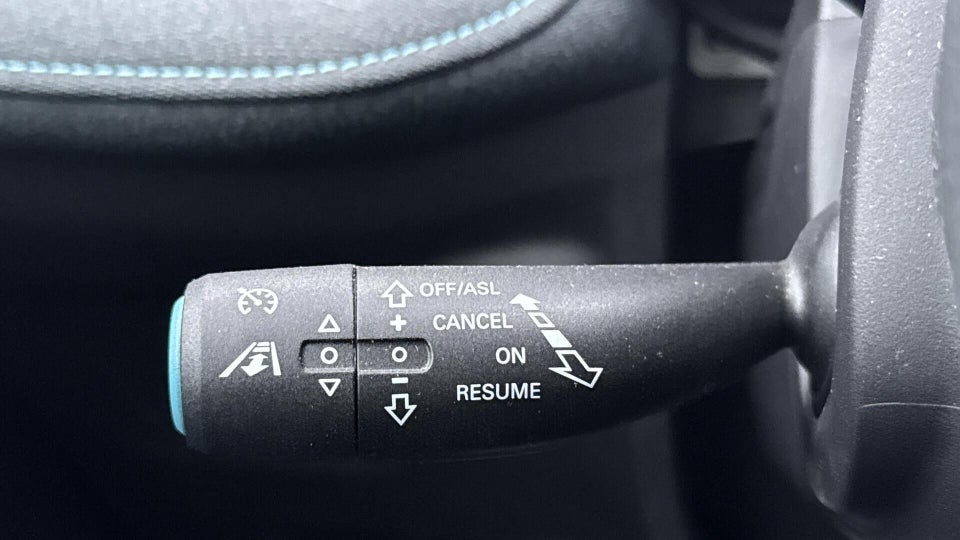 OFF/ASL
+
CANCEL
ON
-
RESUME